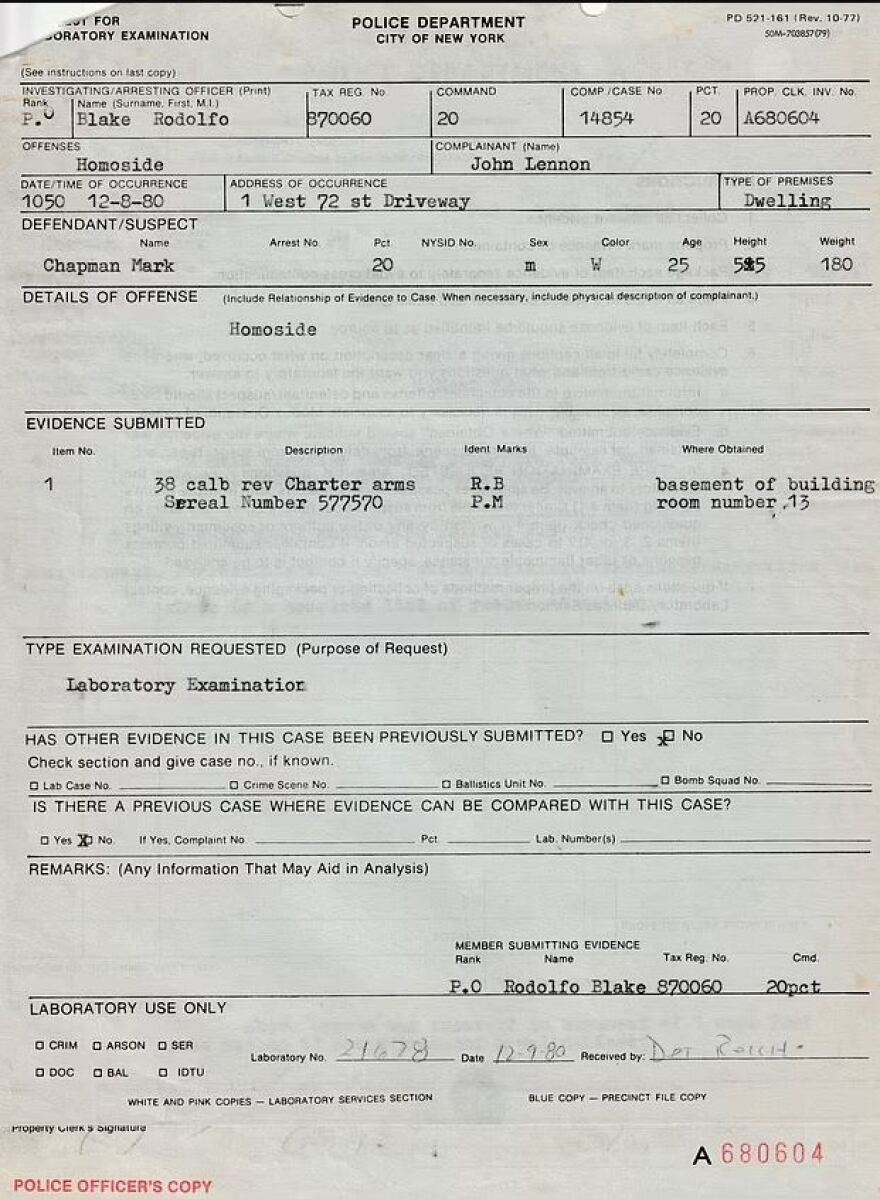 FOR
LABORATORY EXAMINATION
POLICE DEPARTMENT
CITY OF NEW YORK
PD 521-161 (Rev. 10-77)
50M-703857(79)
(See instructions on last copy)
INVESTIGATING/ARRESTING OFFICER (Print) TAX REG. No. COMMAND COMP/CASE No PCT. PROP. CLK. INV. No.
Rank Name (Surname, First, M.I.)
P.O Blake Rodolfo 870060 20 14854 20 A680604
OFFENSES COMPLAINANT (Name)
Homoside John Lennon
DATE/TIME OF OCCURRENCE ADDRESS OF OCCURRENCE TYPE OF PREMISES
1050 12-8-80 1 West 72 st Driveway Dwelling
DEFENDANT/SUSPECT
Name Arrest No. Pct. NYSID No. Sex Color Age Height Weight
Chapman Mark 20 m W 25 180
DETAILS OF OFFENSE (Include Relationship of Evidence to Case. When necessary, include physical description of complainant.)
Homoside
EVIDENCE SUBMITTED
Item No. Description Ident Marks Where Obtained
1 38 calb rev Charter arms R.B basement of building
Sereal Number 577570 P.M room number 13
TYPE EXAMINATION REQUESTED (Purpose of Request)
Laboratory Examination
HAS OTHER EVIDENCE IN THIS CASE BEEN PREVIOUSLY SUBMITTED? Yes x No
Check section and give case no., if known.
Lab Case No. Crime Scene No. Ballistics Unit No. Bomb Squad No.
IS THERE A PREVIOUS CASE WHERE EVIDENCE CAN BE COMPARED WITH THIS CASE?
Yes X No. If Yes, Complaint No Pct. Lab. Number(s)
REMARKS: (Any Information That May Aid in Analysis)
MEMBER SUBMITTING EVIDENCE
Rank Name Tax Reg. No. Cmd.
P.O Rodolfo Blake 870060 20pct
LABORATORY USE ONLY
CRIM ARSON SER
Laboratory No. 21678 Date 12-9-80 Received by: Det
DOC BAL IDTU
WHITE AND PINK COPIES — LABORATORY SERVICES SECTION BLUE COPY — PRECINCT FILE COPY
Property Clerk's Signature
A 680604
POLICE OFFICER'S COPY